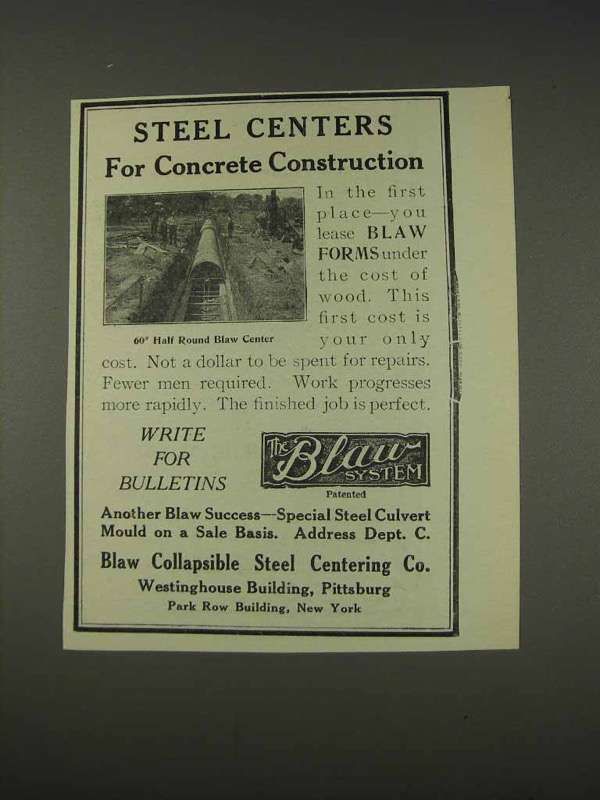 STEEL CENTERS
For Concrete Construction
In the first
place—you
lease BLAW
FORMS under
the cost of
wood. This
first cost is
your only
60" Half Round Blaw Center
cost. Not a dollar to be spent for repairs.
Fewer men required. Work progresses
more rapidly. The finished job is perfect.
WRITE
FOR
BULLETINS
The Blaw
SYSTEM
Patented
Another Blaw Success—Special Steel Culvert
Mould on a Sale Basis. Address Dept. C.
Blaw Collapsible Steel Centering Co.
Westinghouse Building, Pittsburg
Park Row Building, New York